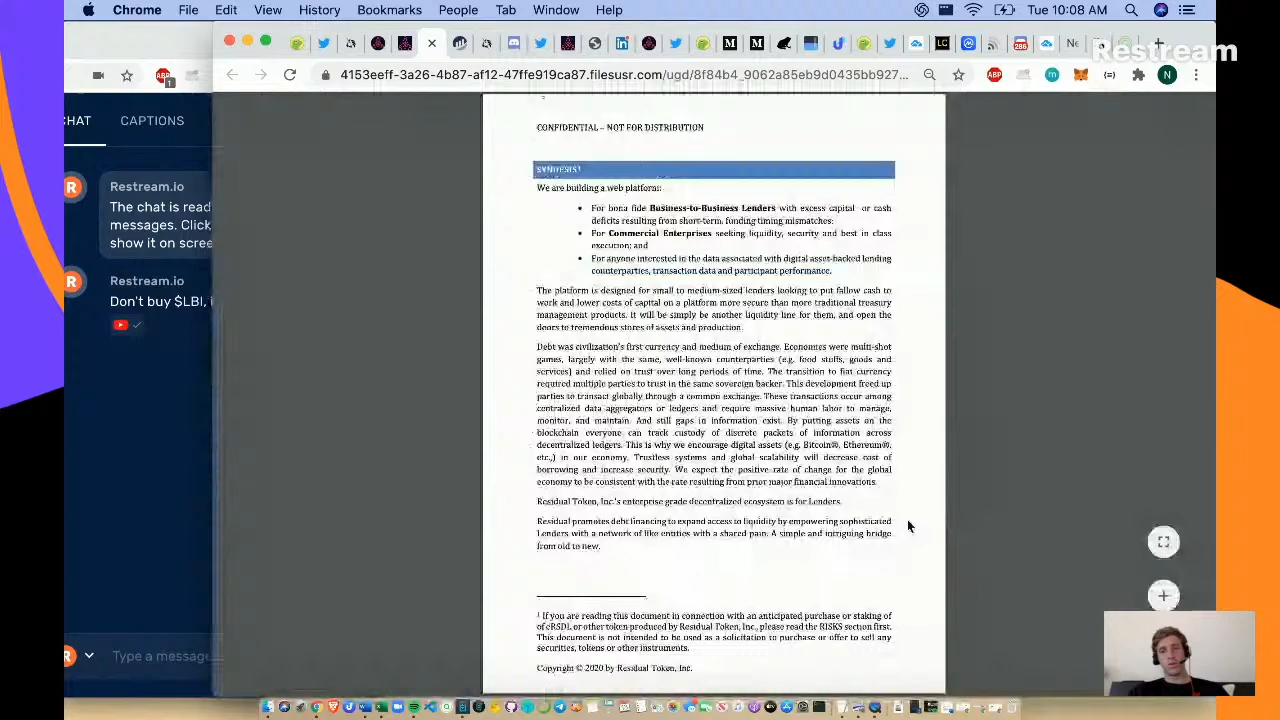 Chrome File Edit View History Bookmarks People Tab Window Help Tue 10:08 AM
Restream
4153eeff-3a26-4b87-af12-47ffe919ca87.filesusr.com/ugd/8f84b4_9062a85eb9d0435bb927...
CHAT CAPTIONS
Restream.io
The chat is read
messages. Click
show it on scree
Restream.io
Don't buy $LBI, i
Type a message
CONFIDENTIAL – NOT FOR DISTRIBUTION
SYNTESIS¹
We are building a web platform:
• For bona fide Business-to-Business Lenders with excess capital or cash
deficits resulting from short-term, funding timing mismatches;
• For Commercial Enterprises seeking liquidity, security and best in class
execution; and
• For anyone interested in the data associated with digital asset-backed lending
counterparties, transaction data and participant performance.
The platform is designed for small to medium-sized lenders looking to put fallow cash to
work and lower costs of capital on a platform more secure than more traditional treasury
management products. It will be simply be another liquidity line for them, and open the
doors to tremendous stores of assets and production.
Debt was civilization's first currency and medium of exchange. Economies were multi-shot
games, largely with the same, well-known counterparties (e.g. food stuffs, goods and
services) and relied on trust over long periods of time. The transition to fiat currency
required multiple parties to trust in the same sovereign backer. This development freed up
parties to transact globally through a common exchange. These transactions occur among
centralized data aggregators or ledgers and require massive human labor to manage,
monitor, and maintain. And still gaps in information exist. By putting assets on the
blockchain everyone can track custody of discrete packets of information across
decentralized ledgers. This is why we encourage digital assets (e.g. Bitcoin®, Ethereum®,
etc.,) in our economy. Trustless systems and global scalability will decrease cost of
borrowing and increase security. We expect the positive rate of change for the global
economy to be consistent with the rate resulting from prior major financial innovations.
Residual Token, Inc.'s enterprise grade decentralized ecosystem is for Lenders.
Residual promotes debt financing to expand access to liquidity by empowering sophisticated
Lenders with a network of like entities with a shared pain. A simple and intriguing bridge
from old to new.
¹ If you are reading this document in connection with an anticipated purchase or staking of
of eRSDL or other token produced by Residual Token, Inc., please read the RISKS section first.
This document is not intended to be used as a solicitation to purchase or offer to sell any
securities, tokens or other instruments.
Copyright © 2020 by Residual Token, Inc.